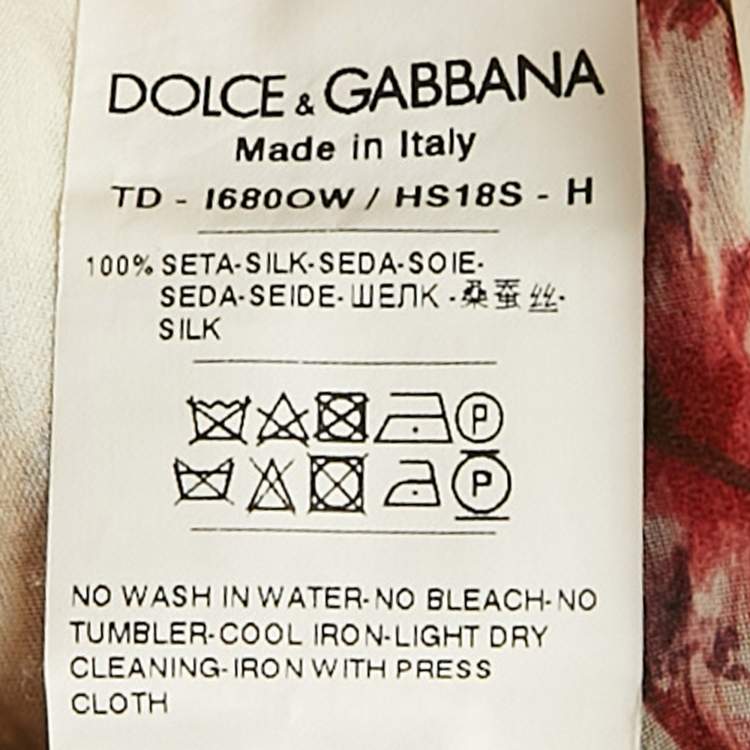 DOLCE & GABBANA
Made in Italy
TD - I680OW / HS18S - H
100% SETA-SILK-SEDA-SOIE-
SEDA-SEIDE-ШЕЛК -桑蚕丝-
SILK
P
P
NO WASH IN WATER-NO BLEACH-NO
TUMBLER-COOL IRON-LIGHT DRY
CLEANING-IRON WITH PRESS
CLOTH